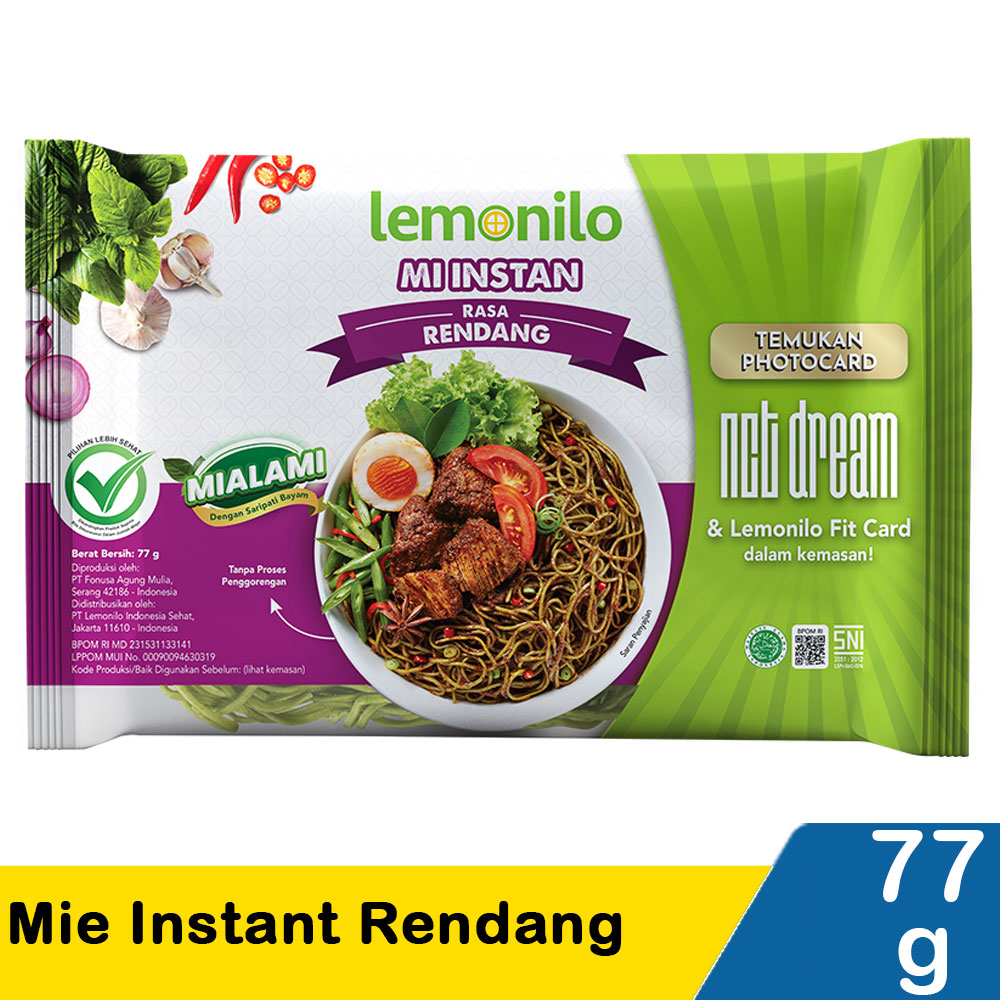 lemonilo
MI INSTAN
RASA
RENDANG
TEMUKAN
PHOTOCARD
nct dream
& Lemonilo Fit Card
dalam kemasan!
PILIHAN LEBIH SEHAT
MIALAMI
Dengan Saripati Bayam
Tanpa Proses
Penggorengan
Berat Bersih: 77 g
Diproduksi oleh:
PT Fonusa Agung Mulia,
Serang 42186 - Indonesia
Didistribusikan oleh:
PT Lemonilo Indonesia Sehat,
Jakarta 11610 - Indonesia
BPOM RI MD 231531133141
LPPOM MUI No. 00090094630319
Kode Produksi/Baik Digunakan Sebelum: (lihat kemasan)
Saran Penyajian
BPOM RI
SNI
Mie Instant Rendang
77
g